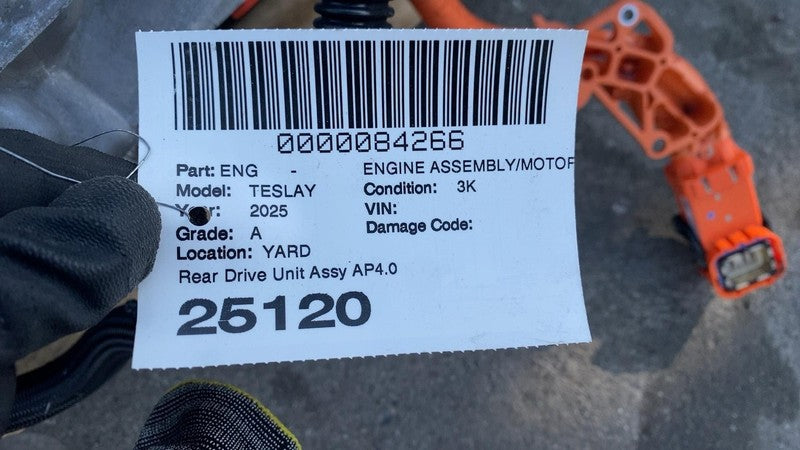 0000084266
Part: ENG - ENGINE ASSEMBLY/MOTOR
Model: TESLAY Condition: 3K
Year: 2025 VIN:
Grade: A Damage Code:
Location: YARD
Rear Drive Unit Assy AP4.0
25120